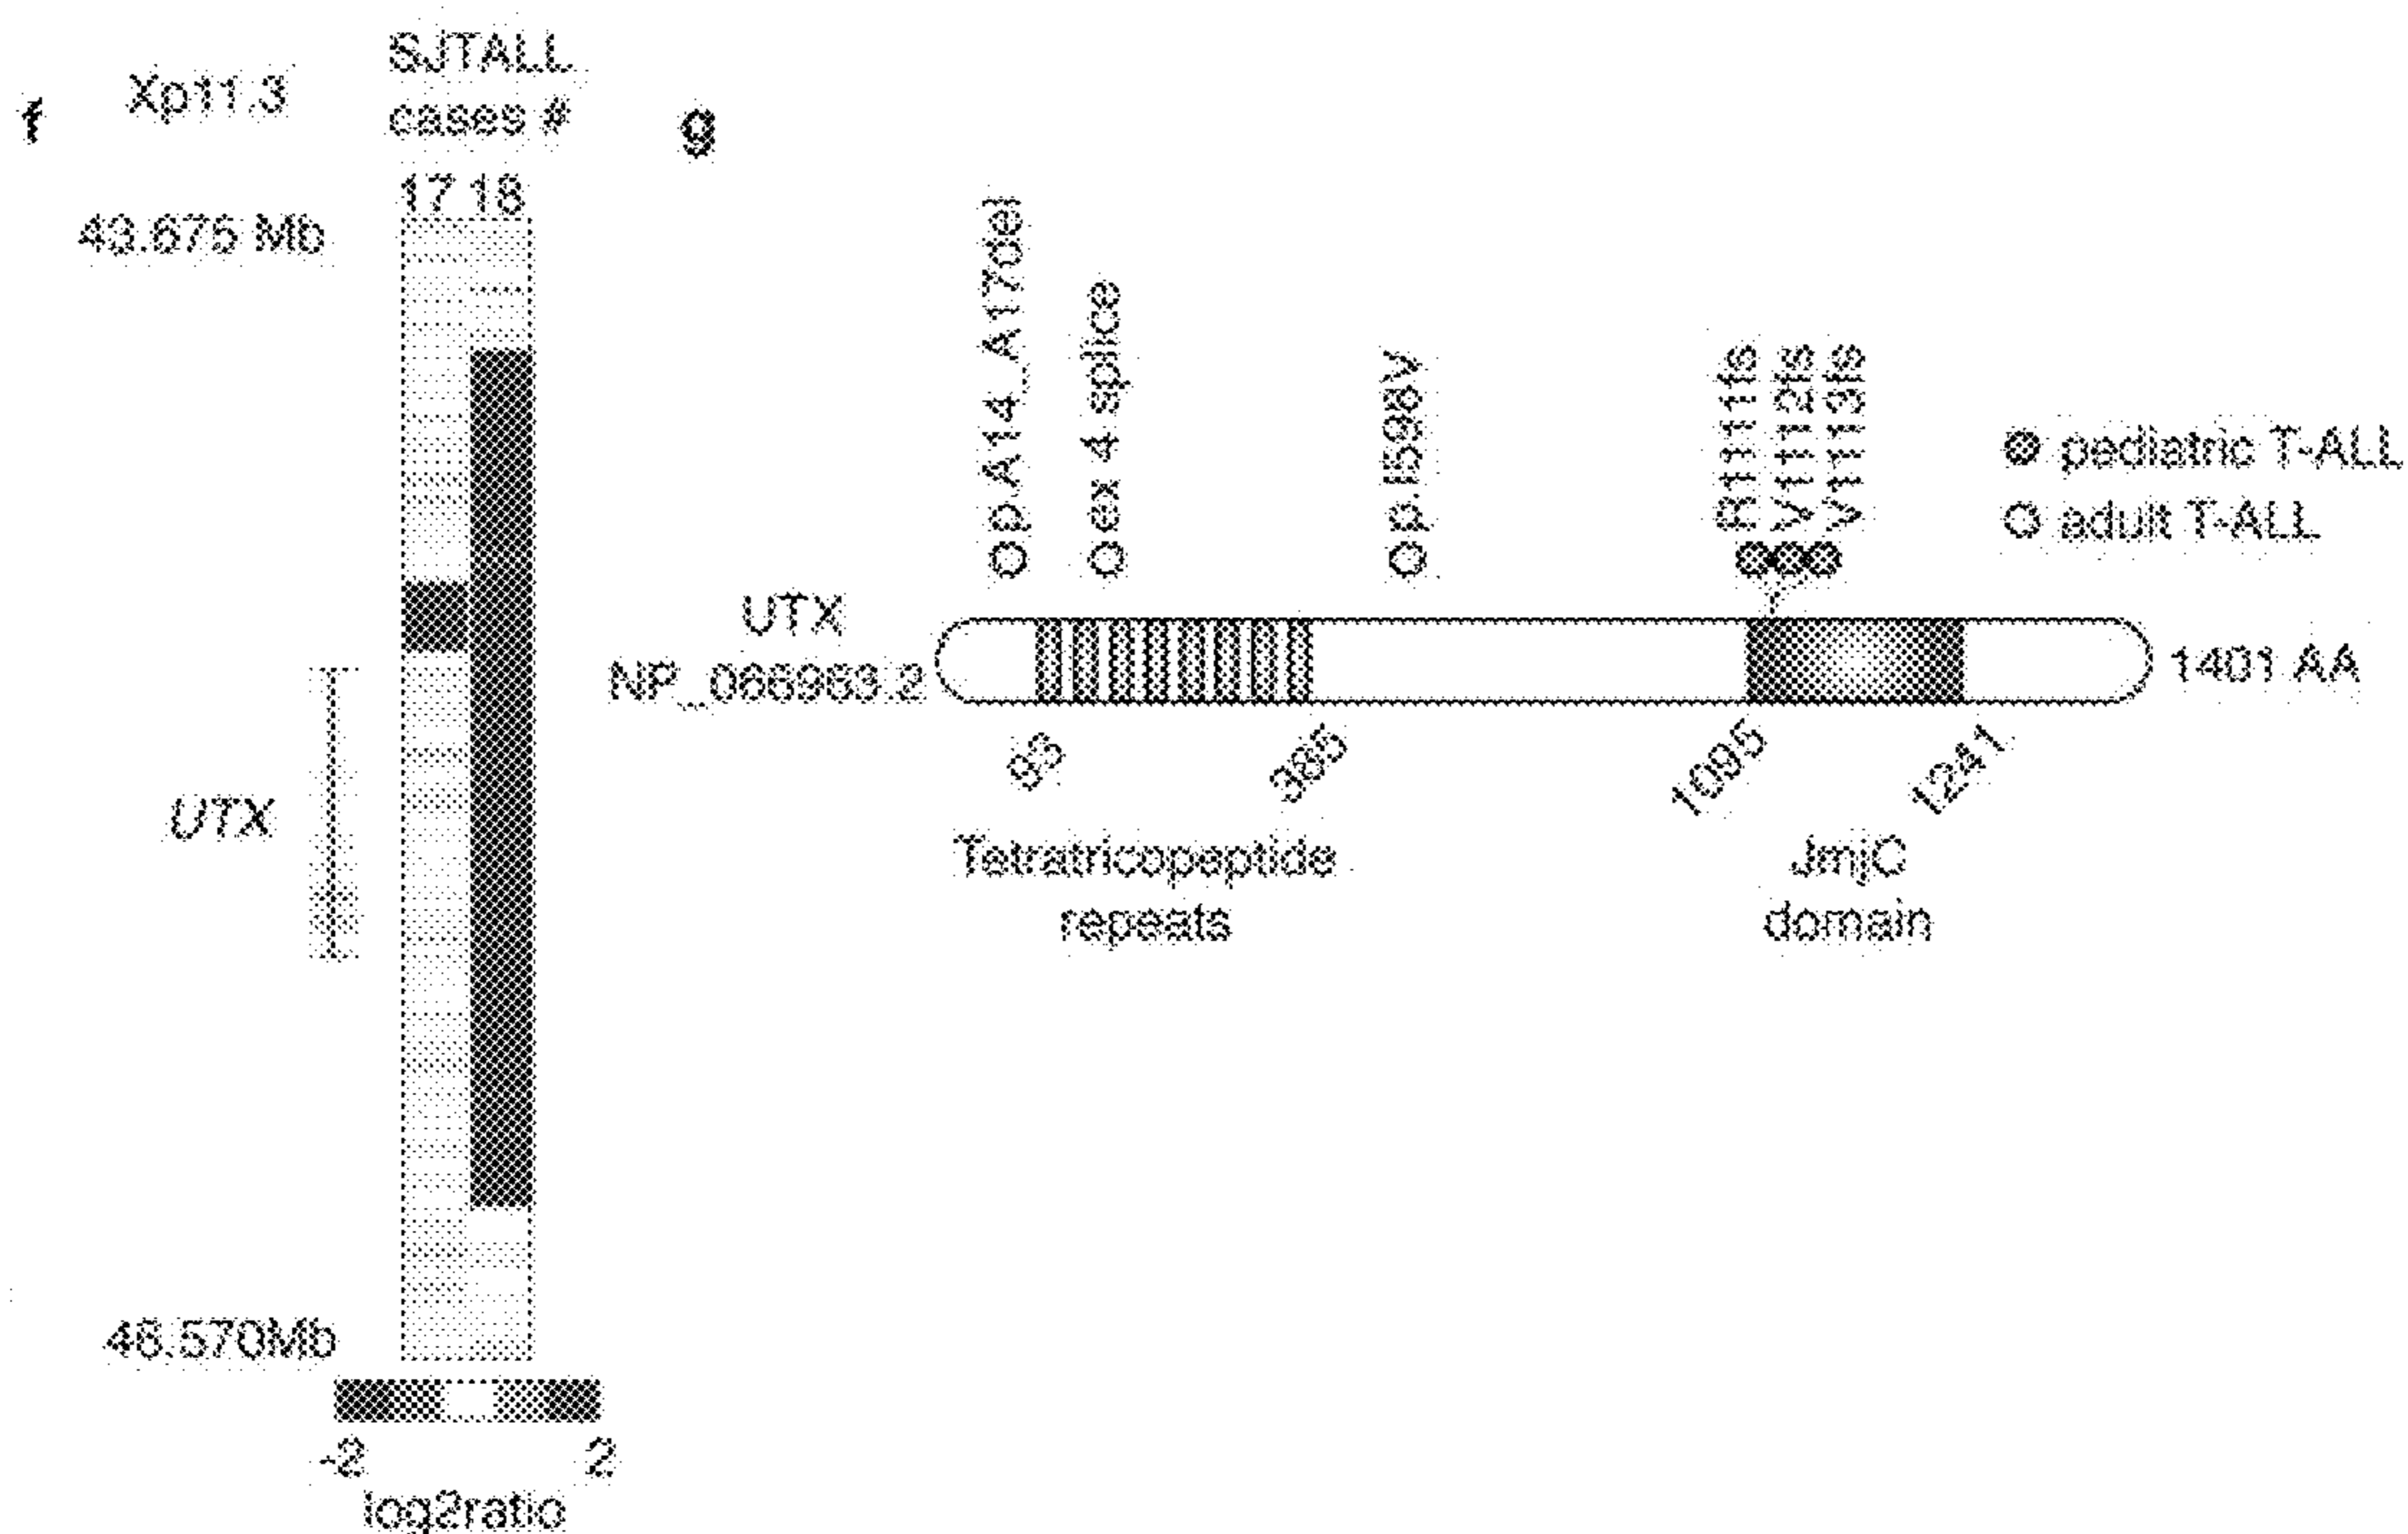 f
Xp11.3
SJTALL
cases #
17 18
43.675 Mb
UTX
46.570Mb
-2
2
log2ratio
g
p.A14_A17del
ex 4 splice
p.I598V
R1111fs
V1112fs
V1113fs
pediatric T-ALL
adult T-ALL
UTX
NP_066963.2
1401 AA
93
385
1095
1241
Tetratricopeptide
repeats
JmjC
domain